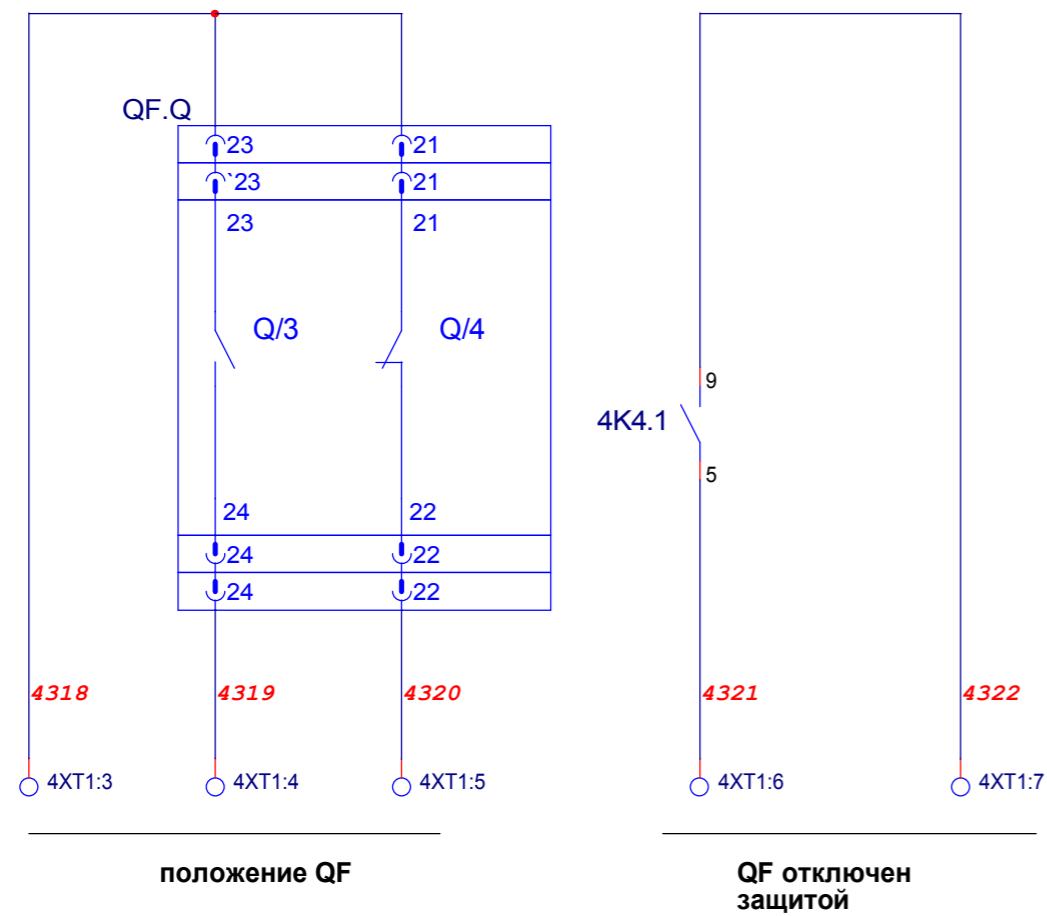 QF.Q
23 21
`23 21
23 21
Q/3 Q/4
9
4K4.1
5
24 22
24 22
24 22
4318 4319 4320 4321 4322
4XT1:3 4XT1:4 4XT1:5 4XT1:6 4XT1:7
положение QF
QF отключен
защитой